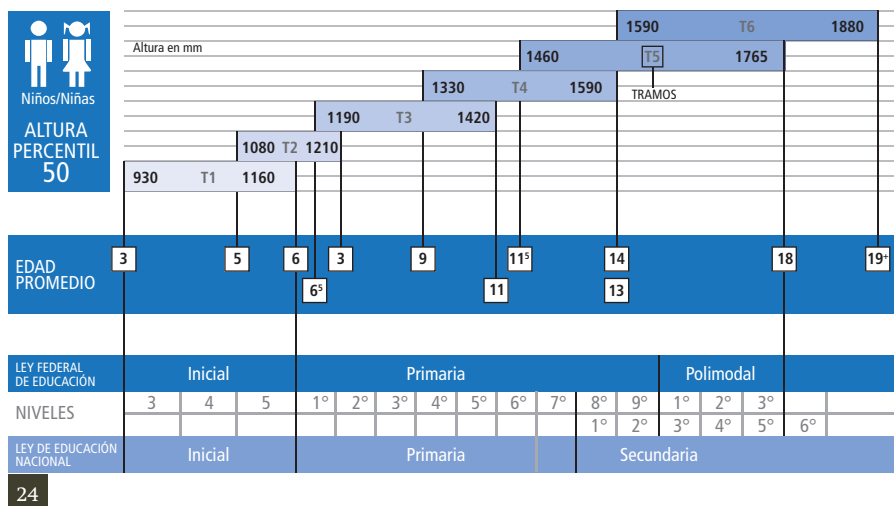 1590 T6 1880
Altura en mm
1460 T5 1765
Niños/Niñas
1330 T4 1590
TRAMOS
ALTURA
PERCENTIL
50
1190 T3 1420
1080 T2 1210
930 T1 1160
EDAD
PROMEDIO
3 5 6 3 9 11⁵ 14 18 19⁺
6⁵ 11 13
LEY FEDERAL
DE EDUCACIÓN
Inicial Primaria Polimodal
NIVELES
3 4 5 1° 2° 3° 4° 5° 6° 7° 8° 9° 1° 2° 3°
1° 2° 3° 4° 5° 6°
LEY DE EDUCACIÓN
NACIONAL
Inicial Primaria Secundaria
24